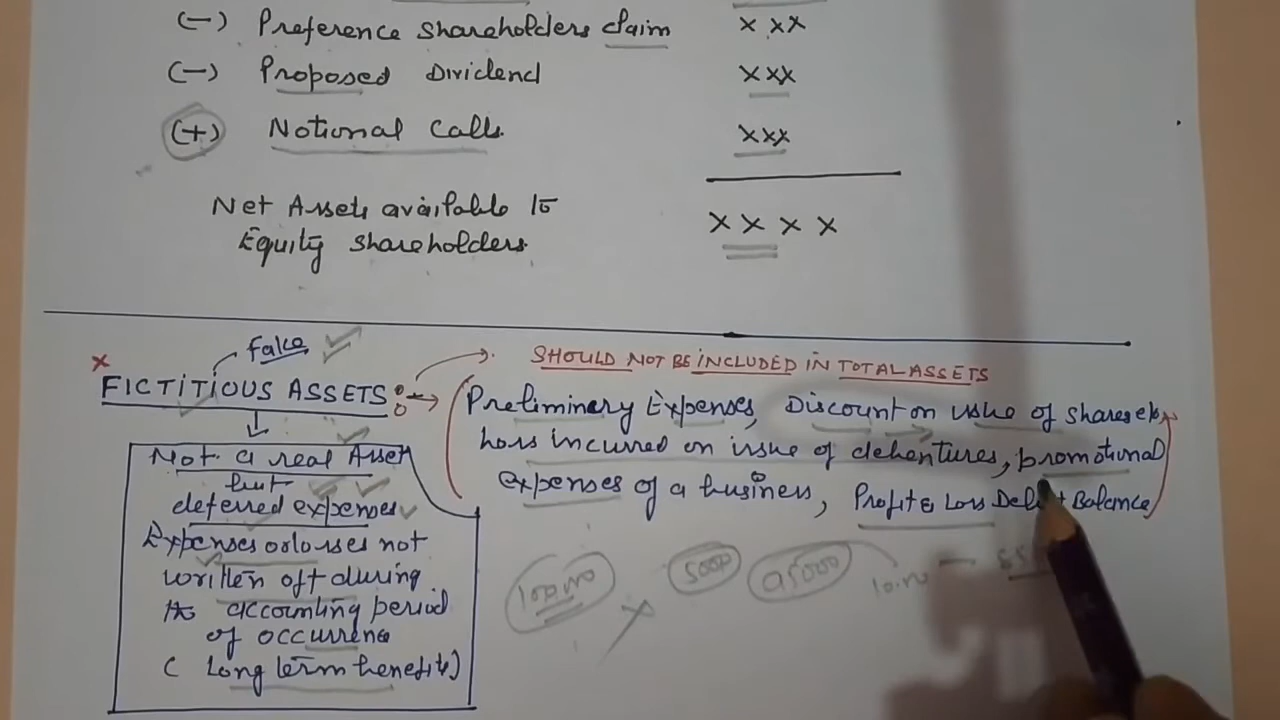 (-) Preference shareholders claim xxx
(-) Proposed Dividend xxx
(+) Notional Calls xxx
Net Assets available to
Equity shareholders. xxxx
Fake
SHOULD NOT BE INCLUDED IN TOTAL ASSETS
FICTITIOUS ASSETS:
Preliminary Expenses, Discount on issue of shares etc
loss incurred on issue of debentures, promotional
expenses of a business, Profit & Loss Balance
Not a real Asset
but
deferred expenses
Expenses or losses not
written off during
the accounting period
of occurrence
(Long term benefits)
5000
95000